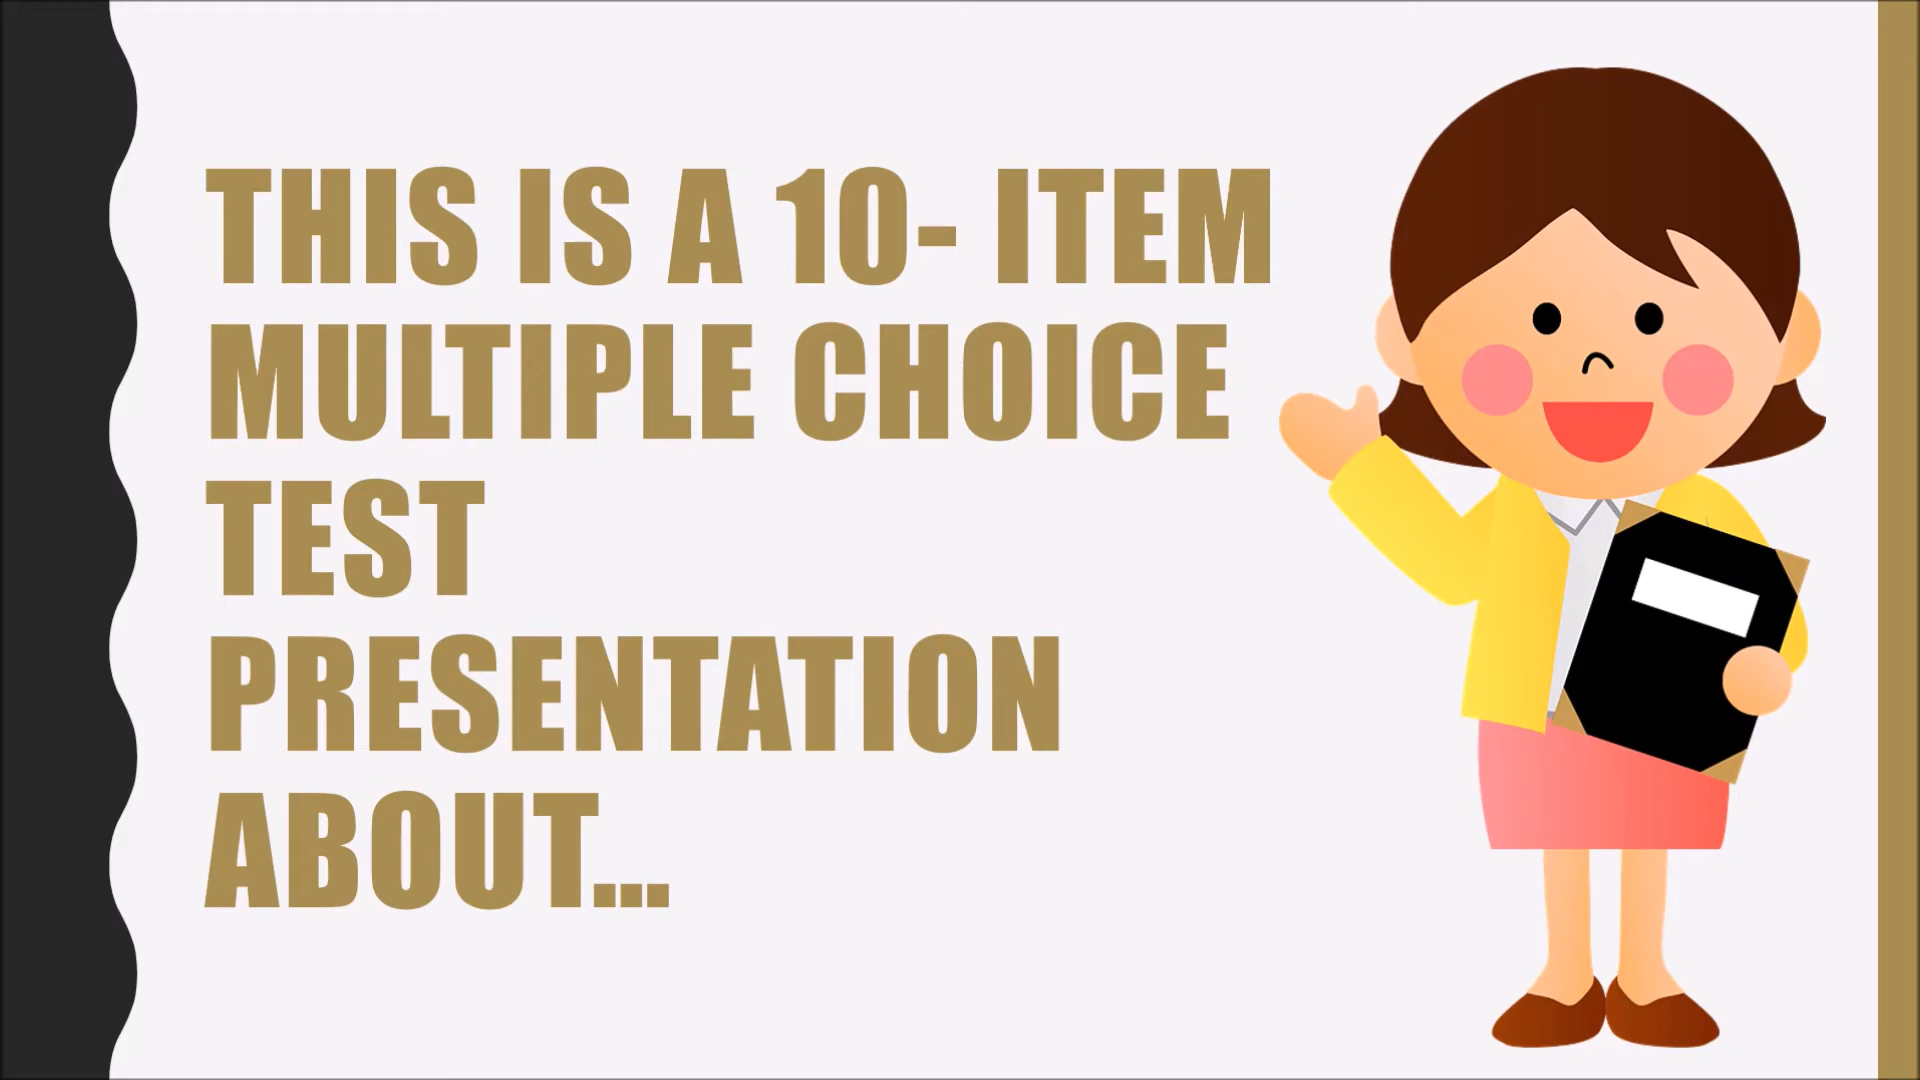 THIS IS A 10- ITEM
MULTIPLE CHOICE
TEST
PRESENTATION
ABOUT...